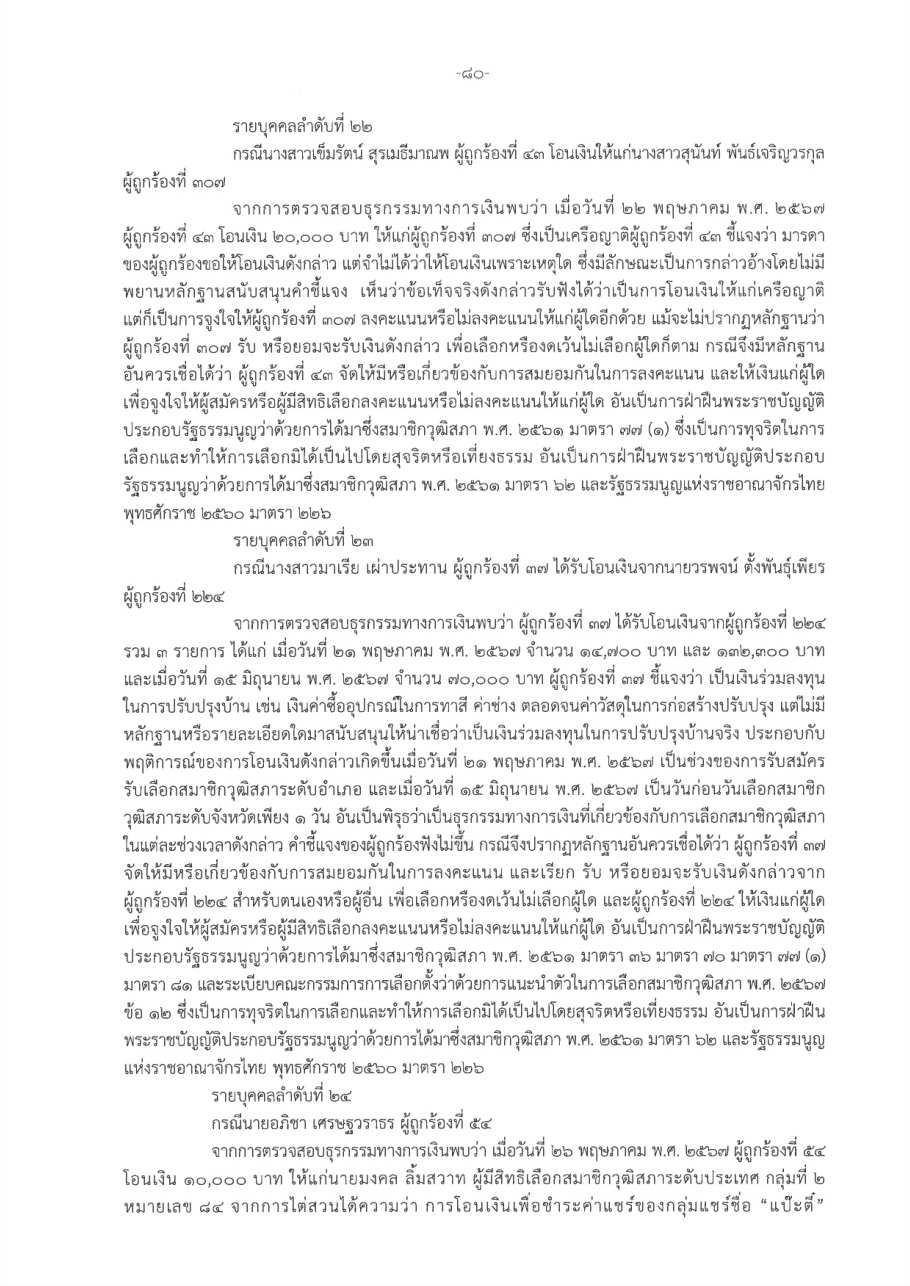 -๘๐-
รายบุคคลลำดับที่ ๒๒
กรณีนางสาวเข็มรัตน์ สุรเมธีมาณพ ผู้ถูกร้องที่ ๔๓ โอนเงินให้แก่นางสาวสุนันท์ พันธ์เจริญวรกุล
ผู้ถูกร้องที่ ๓๐๗
จากการตรวจสอบธุรกรรมทางการเงินพบว่า เมื่อวันที่ ๒๒ พฤษภาคม พ.ศ. ๒๕๖๗
ผู้ถูกร้องที่ ๔๓ โอนเงิน ๒๐,๐๐๐ บาท ให้แก่ผู้ถูกร้องที่ ๓๐๗ ซึ่งเป็นเครือญาติผู้ถูกร้องที่ ๔๓ ชี้แจงว่า มารดา
ของผู้ถูกร้องขอให้โอนเงินดังกล่าว แต่จำไม่ได้ว่าให้โอนเงินเพราะเหตุใด ซึ่งมีลักษณะเป็นการกล่าวอ้างโดยไม่มี
พยานหลักฐานสนับสนุนคำชี้แจง เห็นว่าข้อเท็จจริงดังกล่าวรับฟังได้ว่าเป็นการโอนเงินให้แก่เครือญาติ
แต่ก็เป็นการจูงใจให้ผู้ถูกร้องที่ ๓๐๗ ลงคะแนนหรือไม่ลงคะแนนให้แก่ผู้ใดอีกด้วย แม้จะไม่ปรากฏหลักฐานว่า
ผู้ถูกร้องที่ ๓๐๗ รับ หรือยอมจะรับเงินดังกล่าว เพื่อเลือกหรืองดเว้นไม่เลือกผู้ใดก็ตาม กรณีจึงมีหลักฐาน
อันควรเชื่อได้ว่า ผู้ถูกร้องที่ ๔๓ จัดให้มีหรือเกี่ยวข้องกับการสมยอมกันในการลงคะแนน และให้เงินแก่ผู้ใด
เพื่อจูงใจให้ผู้สมัครหรือผู้มีสิทธิเลือกลงคะแนนหรือไม่ลงคะแนนให้แก่ผู้ใด อันเป็นการฝ่าฝืนพระราชบัญญัติ
ประกอบรัฐธรรมนูญว่าด้วยการได้มาซึ่งสมาชิกวุฒิสภา พ.ศ. ๒๕๖๑ มาตรา ๗๗ (๑) ซึ่งเป็นการทุจริตในการ
เลือกและทำให้การเลือกมิได้เป็นไปโดยสุจริตหรือเที่ยงธรรม อันเป็นการฝ่าฝืนพระราชบัญญัติประกอบ
รัฐธรรมนูญว่าด้วยการได้มาซึ่งสมาชิกวุฒิสภา พ.ศ. ๒๕๖๑ มาตรา ๖๒ และรัฐธรรมนูญแห่งราชอาณาจักรไทย
พุทธศักราช ๒๕๖๐ มาตรา ๒๒๖
รายบุคคลลำดับที่ ๒๓
กรณีนางสาวมาเรีย เผ่าประทาน ผู้ถูกร้องที่ ๓๗ ได้รับโอนเงินจากนายวรพจน์ ตั้งพันธุ์เพียร
ผู้ถูกร้องที่ ๒๒๔
จากการตรวจสอบธุรกรรมทางการเงินพบว่า ผู้ถูกร้องที่ ๓๗ ได้รับโอนเงินจากผู้ถูกร้องที่ ๒๒๔
รวม ๓ รายการ ได้แก่ เมื่อวันที่ ๒๑ พฤษภาคม พ.ศ. ๒๕๖๗ จำนวน ๑๔,๗๐๐ บาท และ ๑๓๒,๓๐๐ บาท
และเมื่อวันที่ ๑๕ มิถุนายน พ.ศ. ๒๕๖๗ จำนวน ๗๐,๐๐๐ บาท ผู้ถูกร้องที่ ๓๗ ชี้แจงว่า เป็นเงินร่วมลงทุน
ในการปรับปรุงบ้าน เช่น เงินค่าซื้ออุปกรณ์ในการทาสี ค่าช่าง ตลอดจนค่าวัสดุในการก่อสร้างปรับปรุง แต่ไม่มี
หลักฐานหรือรายละเอียดใดมาสนับสนุนให้น่าเชื่อว่าเป็นเงินร่วมลงทุนในการปรับปรุงบ้านจริง ประกอบกับ
พฤติการณ์ของการโอนเงินดังกล่าวเกิดขึ้นเมื่อวันที่ ๒๑ พฤษภาคม พ.ศ. ๒๕๖๗ เป็นช่วงของการรับสมัคร
รับเลือกสมาชิกวุฒิสภาระดับอำเภอ และเมื่อวันที่ ๑๕ มิถุนายน พ.ศ. ๒๕๖๗ เป็นวันก่อนวันเลือกสมาชิก
วุฒิสภาระดับจังหวัดเพียง ๑ วัน อันเป็นพิรุธว่าเป็นธุรกรรมทางการเงินที่เกี่ยวข้องกับการเลือกสมาชิกวุฒิสภา
ในแต่ละช่วงเวลาดังกล่าว คำชี้แจงของผู้ถูกร้องฟังไม่ขึ้น กรณีจึงปรากฏหลักฐานอันควรเชื่อได้ว่า ผู้ถูกร้องที่ ๓๗
จัดให้มีหรือเกี่ยวข้องกับการสมยอมกันในการลงคะแนน และเรียก รับ หรือยอมจะรับเงินดังกล่าวจาก
ผู้ถูกร้องที่ ๒๒๔ สำหรับตนเองหรือผู้อื่น เพื่อเลือกหรืองดเว้นไม่เลือกผู้ใด และผู้ถูกร้องที่ ๒๒๔ ให้เงินแก่ผู้ใด
เพื่อจูงใจให้ผู้สมัครหรือผู้มีสิทธิเลือกลงคะแนนหรือไม่ลงคะแนนให้แก่ผู้ใด อันเป็นการฝ่าฝืนพระราชบัญญัติ
ประกอบรัฐธรรมนูญว่าด้วยการได้มาซึ่งสมาชิกวุฒิสภา พ.ศ. ๒๕๖๑ มาตรา ๓๖ มาตรา ๗๐ มาตรา ๗๗ (๑)
มาตรา ๘๑ และระเบียบคณะกรรมการการเลือกตั้งว่าด้วยการแนะนำตัวในการเลือกสมาชิกวุฒิสภา พ.ศ. ๒๕๖๗
ข้อ ๑๒ ซึ่งเป็นการทุจริตในการเลือกและทำให้การเลือกมิได้เป็นไปโดยสุจริตหรือเที่ยงธรรม อันเป็นการฝ่าฝืน
พระราชบัญญัติประกอบรัฐธรรมนูญว่าด้วยการได้มาซึ่งสมาชิกวุฒิสภา พ.ศ. ๒๕๖๑ มาตรา ๖๒ และรัฐธรรมนูญ
แห่งราชอาณาจักรไทย พุทธศักราช ๒๕๖๐ มาตรา ๒๒๖
รายบุคคลลำดับที่ ๒๔
กรณีนายอภิชา เศรษฐวราธร ผู้ถูกร้องที่ ๕๔
จากการตรวจสอบธุรกรรมทางการเงินพบว่า เมื่อวันที่ ๒๖ พฤษภาคม พ.ศ. ๒๕๖๗ ผู้ถูกร้องที่ ๕๔
โอนเงิน ๑๐,๐๐๐ บาท ให้แก่นายมงคล ลิ้มสวาท ผู้มีสิทธิเลือกสมาชิกวุฒิสภาระดับประเทศ กลุ่มที่ ๒
หมายเลข ๘๔ จากการไต่สวนได้ความว่า การโอนเงินเพื่อชำระค่าแชร์ของกลุ่มแชร์ชื่อ “แป๊ะตี๋”